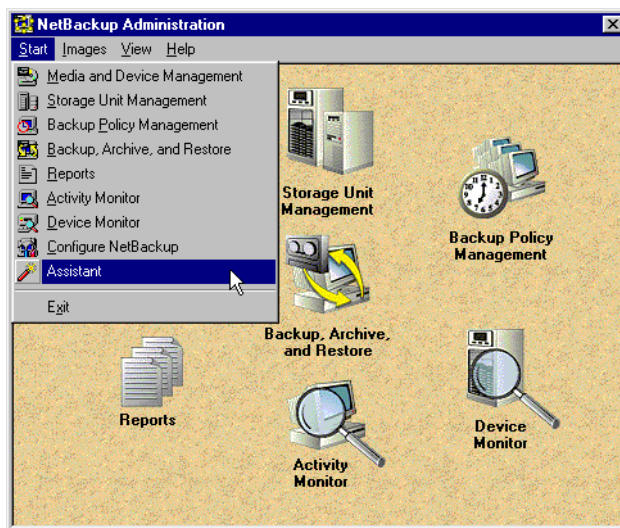 NetBackup Administration
Start Images View Help
Media and Device Management
Storage Unit Management
Backup Policy Management
Backup, Archive, and Restore
Reports
Activity Monitor
Device Monitor
Configure NetBackup
Assistant
Exit
Storage Unit
Management
Backup Policy
Management
Backup, Archive,
and Restore
Reports
Device
Monitor
Activity
Monitor